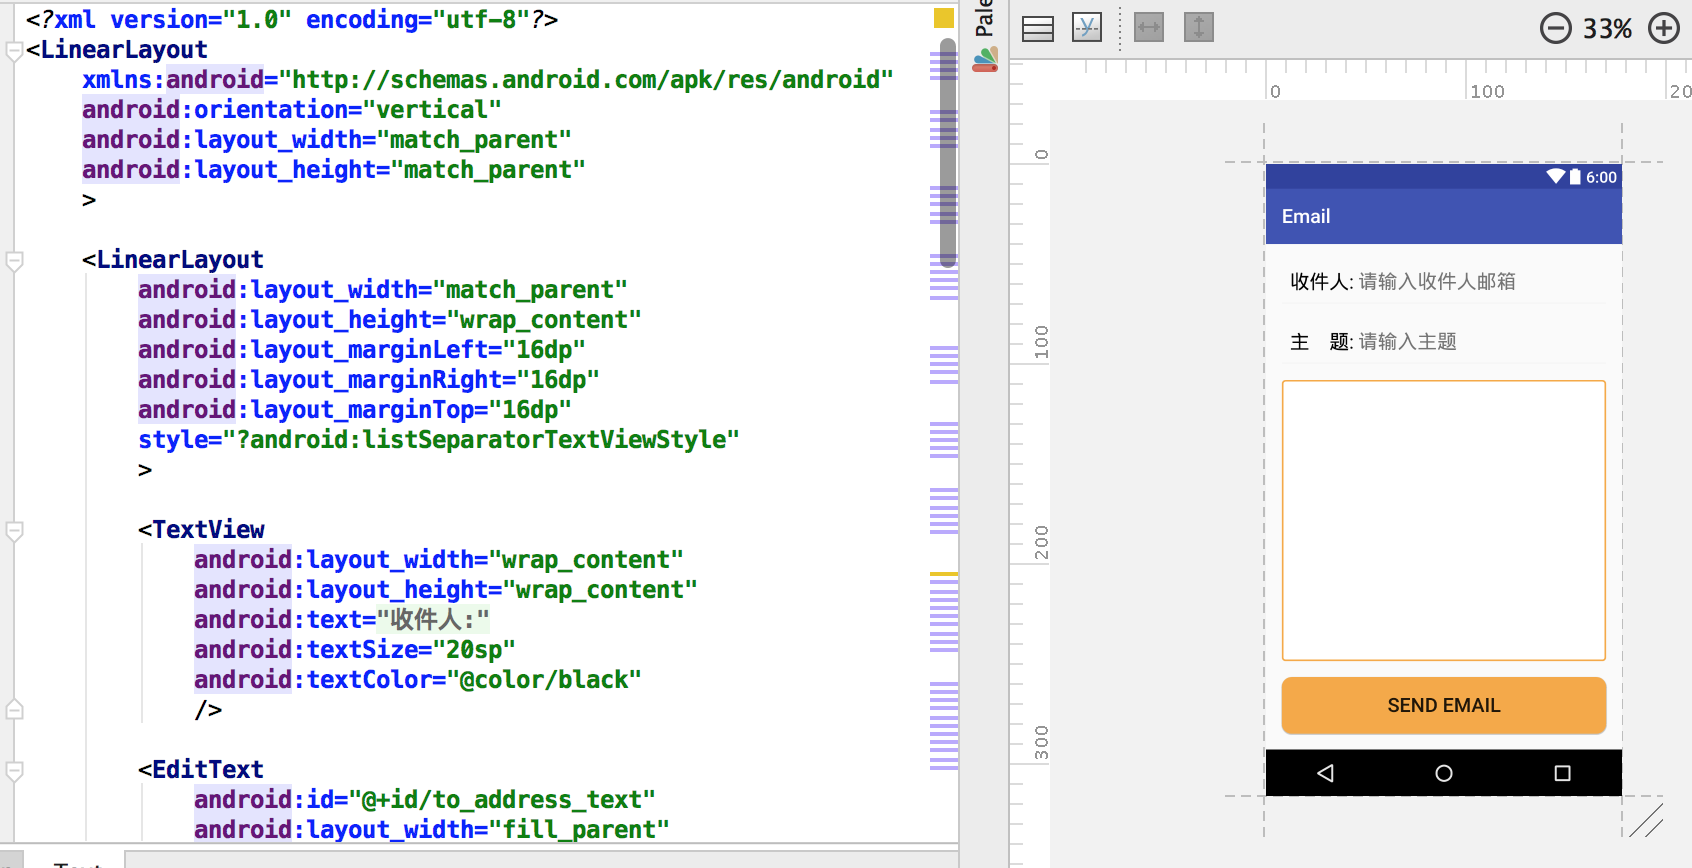 <?xml version="1.0" encoding="utf-8"?>
<LinearLayout
xmlns:android="http://schemas.android.com/apk/res/android"
android:orientation="vertical"
android:layout_width="match_parent"
android:layout_height="match_parent"
>
<LinearLayout
android:layout_width="match_parent"
android:layout_height="wrap_content"
android:layout_marginLeft="16dp"
android:layout_marginRight="16dp"
android:layout_marginTop="16dp"
style="?android:listSeparatorTextViewStyle"
>
<TextView
android:layout_width="wrap_content"
android:layout_height="wrap_content"
android:text="收件人:"
android:textSize="20sp"
android:textColor="@color/black"
/>
<EditText
android:id="@+id/to_address_text"
android:layout_width="fill_parent"
33%
0
100
0
100
200
300
6:00
Email
收件人: 请输入收件人邮箱
主 题: 请输入主题
SEND EMAIL